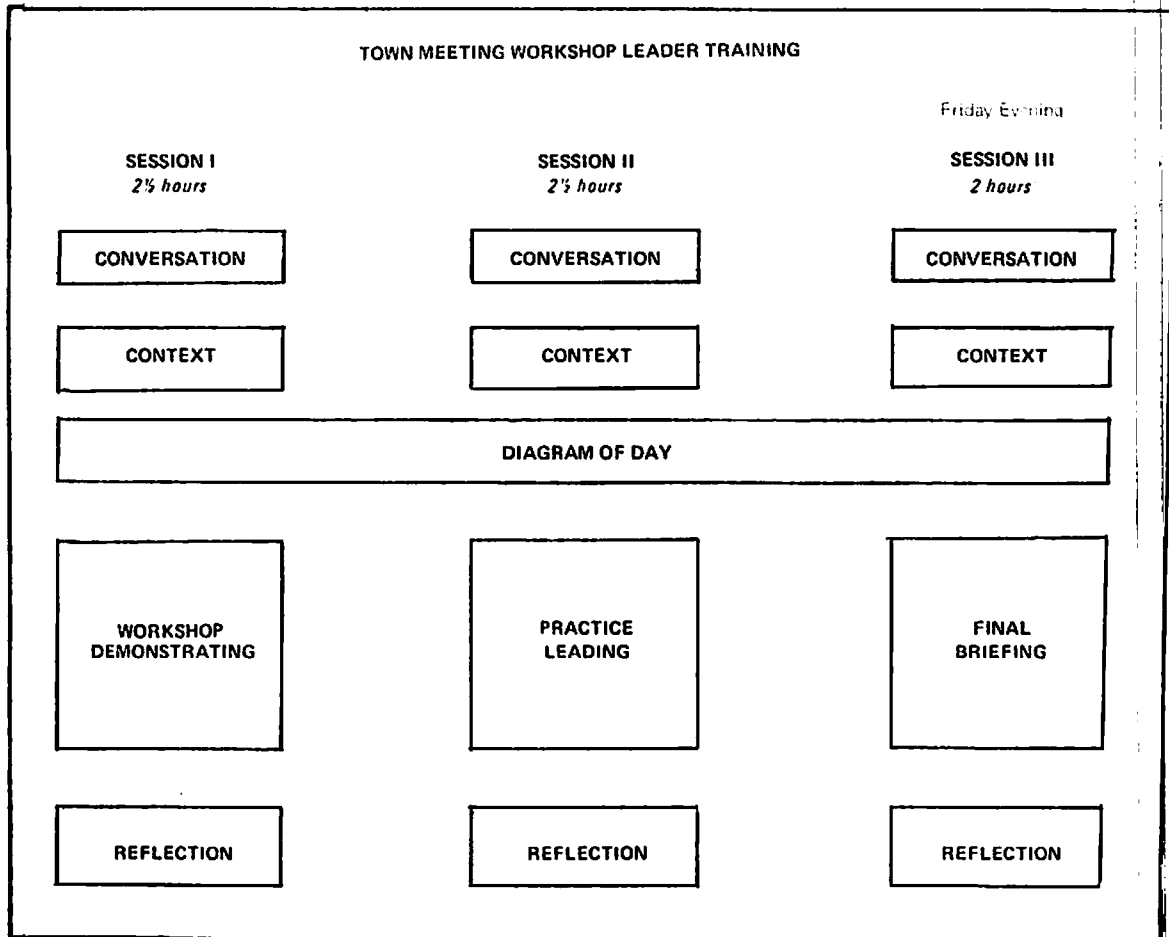 TOWN MEETING WORKSHOP LEADER TRAINING
Friday Evening
SESSION I
2½ hours
SESSION II
2½ hours
SESSION III
2 hours
CONVERSATION
CONVERSATION
CONVERSATION
CONTEXT
CONTEXT
CONTEXT
DIAGRAM OF DAY
WORKSHOP
DEMONSTRATING
PRACTICE
LEADING
FINAL
BRIEFING
REFLECTION
REFLECTION
REFLECTION